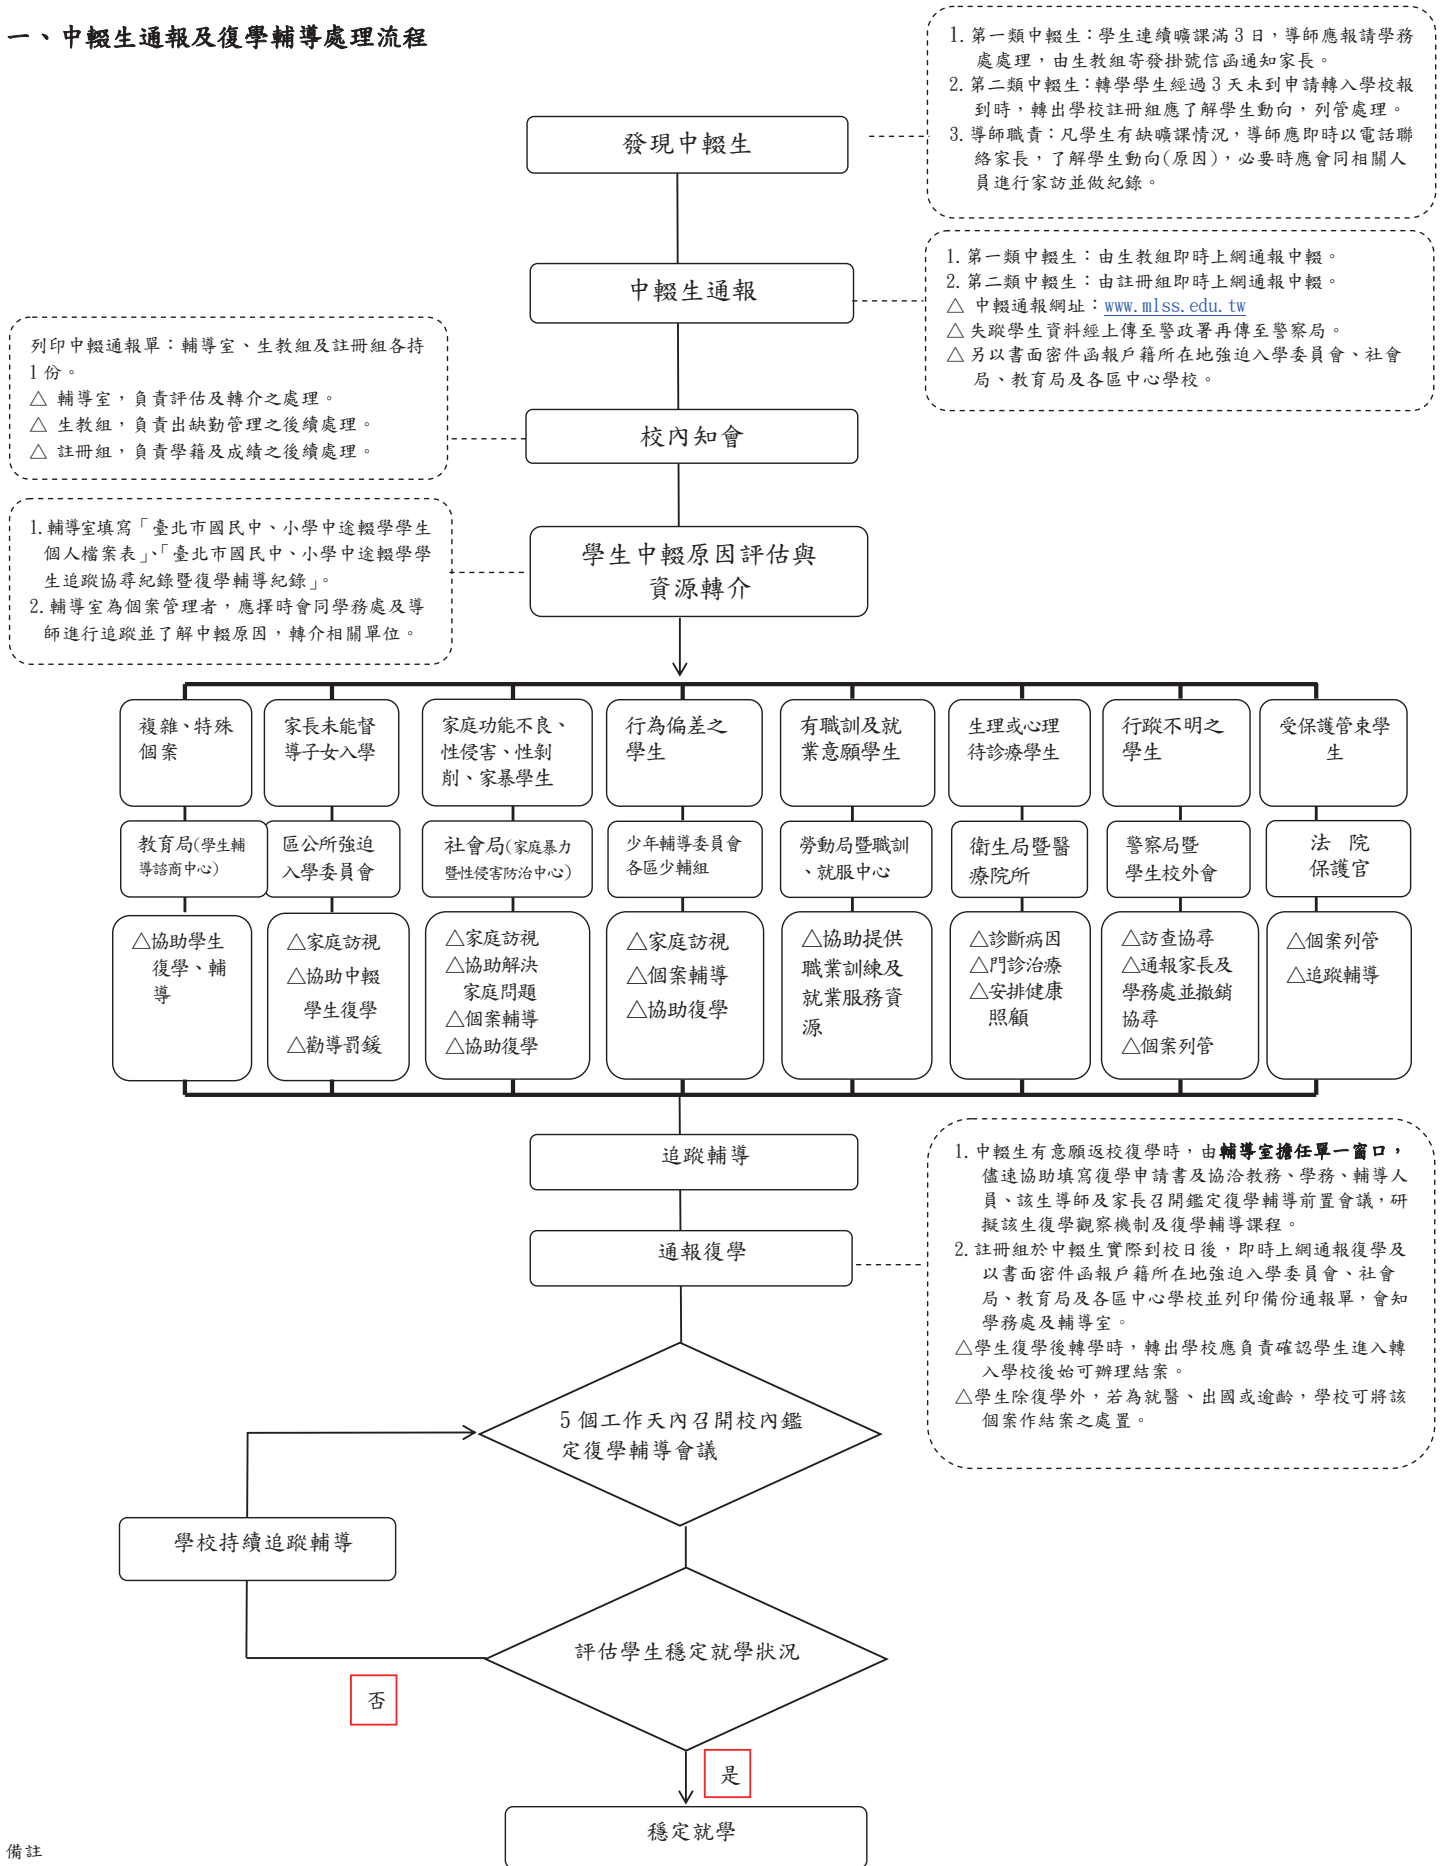 一、中輟生通報及復學輔導處理流程
1. 第一類中輟生：學生連續曠課滿 3 日，導師應報請學務
處處理，由生教組寄發掛號信函通知家長。
2. 第二類中輟生：轉學學生經過 3 天未到申請轉入學校報
到時，轉出學校註冊組應了解學生動向，列管處理。
3. 導師職責：凡學生有缺曠課情況，導師應即時以電話聯
絡家長，了解學生動向(原因)，必要時應會同相關人
員進行家訪並做紀錄。
發現中輟生
1. 第一類中輟生：由生教組即時上網通報中輟。
2. 第二類中輟生：由註冊組即時上網通報中輟。
△ 中輟通報網址：www.mlss.edu.tw
△ 失蹤學生資料經上傳至警政署再傳至警察局。
△ 另以書面密件函報戶籍所在地強迫入學委員會、社會
局、教育局及各區中心學校。
中輟生通報
列印中輟通報單：輔導室、生教組及註冊組各持
1 份。
△ 輔導室，負責評估及轉介之處理。
△ 生教組，負責出缺勤管理之後續處理。
△ 註冊組，負責學籍及成績之後續處理。
校內知會
1. 輔導室填寫「臺北市國民中、小學中途輟學學生
個人檔案表」、「臺北市國民中、小學中途輟學學
生追蹤協尋紀錄暨復學輔導紀錄」。
2. 輔導室為個案管理者，應擇時會同學務處及導
師進行追蹤並了解中輟原因，轉介相關單位。
學生中輟原因評估與
資源轉介
複雜、特殊
個案
家長未能督
導子女入學
家庭功能不良、
性侵害、性剝
削、家暴學生
行為偏差之
學生
有職訓及就
業意願學生
生理或心理
待診療學生
行蹤不明之
學生
受保護管束學
生
教育局(學生輔
導諮商中心)
區公所強迫
入學委員會
社會局(家庭暴力
暨性侵害防治中心)
少年輔導委員會
各區少輔組
勞動局暨職訓
、就服中心
衛生局暨醫
療院所
警察局暨
學生校外會
法 院
保護官
△協助學生
復學、輔
導
△家庭訪視
△協助中輟
學生復學
△勸導罰鍰
△家庭訪視
△協助解決
家庭問題
△個案輔導
△協助復學
△家庭訪視
△個案輔導
△協助復學
△協助提供
職業訓練及
就業服務資
源
△診斷病因
△門診治療
△安排健康
照顧
△訪查協尋
△通報家長及
學務處並撤銷
協尋
△個案列管
△個案列管
△追蹤輔導
追蹤輔導
1. 中輟生有意願返校復學時，由輔導室擔任單一窗口，
儘速協助填寫復學申請書及協洽教務、學務、輔導人
員、該生導師及家長召開鑑定復學輔導前置會議，研
擬該生復學觀察機制及復學輔導課程。
2. 註冊組於中輟生實際到校日後，即時上網通報復學及
以書面密件函報戶籍所在地強迫入學委員會、社會
局、教育局及各區中心學校並列印備份通報單，會知
學務處及輔導室。
△學生復學後轉學時，轉出學校應負責確認學生進入轉
入學校後始可辦理結案。
△學生除復學外，若為就醫、出國或逾齡，學校可將該
個案作結案之處置。
通報復學
5 個工作天內召開校內鑑
定復學輔導會議
學校持續追蹤輔導
評估學生穩定就學狀況
否
是
穩定就學
備註